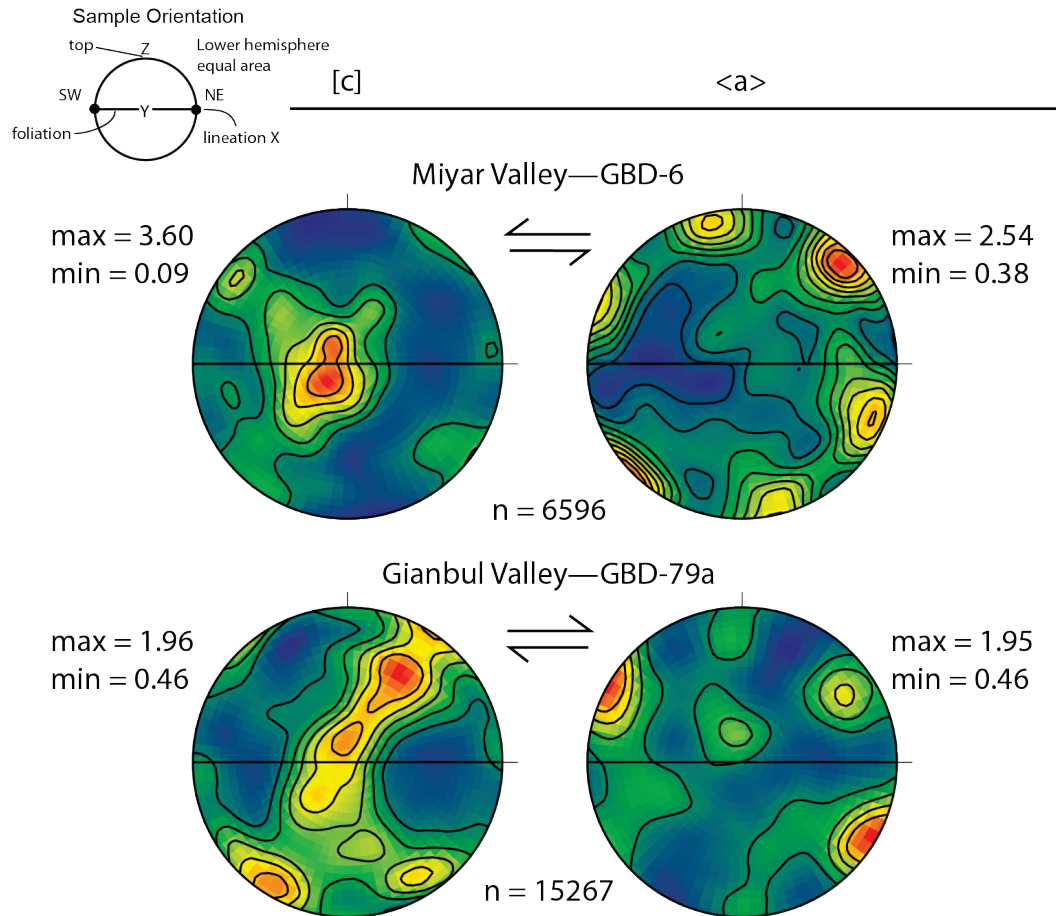 Sample Orientation
top
Z
Lower hemisphere
equal area
SW
Y
NE
foliation
lineation X
[c]
<a>
Miyar Valley—GBD-6
max = 3.60
min = 0.09
max = 2.54
min = 0.38
n = 6596
Gianbul Valley—GBD-79a
max = 1.96
min = 0.46
max = 1.95
min = 0.46
n = 15267